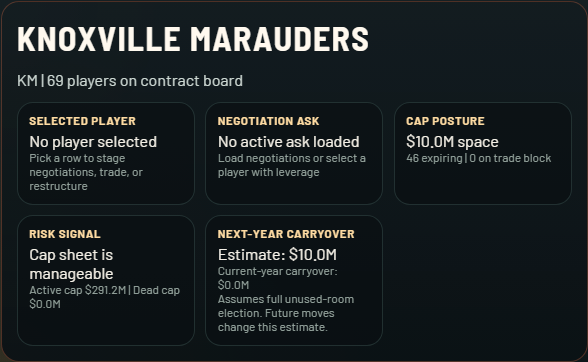 KNOXVILLE MARAUDERS
KM | 69 players on contract board
SELECTED PLAYER
No player selected
Pick a row to stage
negotiations, trade, or
restructure
NEGOTIATION ASK
No active ask loaded
Load negotiations or select a
player with leverage
CAP POSTURE
$10.0M space
46 expiring | 0 on trade block
RISK SIGNAL
Cap sheet is
manageable
Active cap $291.2M | Dead cap
$0.0M
NEXT-YEAR CARRYOVER
Estimate: $10.0M
Current-year carryover:
$0.0M
Assumes full unused-room
election. Future moves
change this estimate.